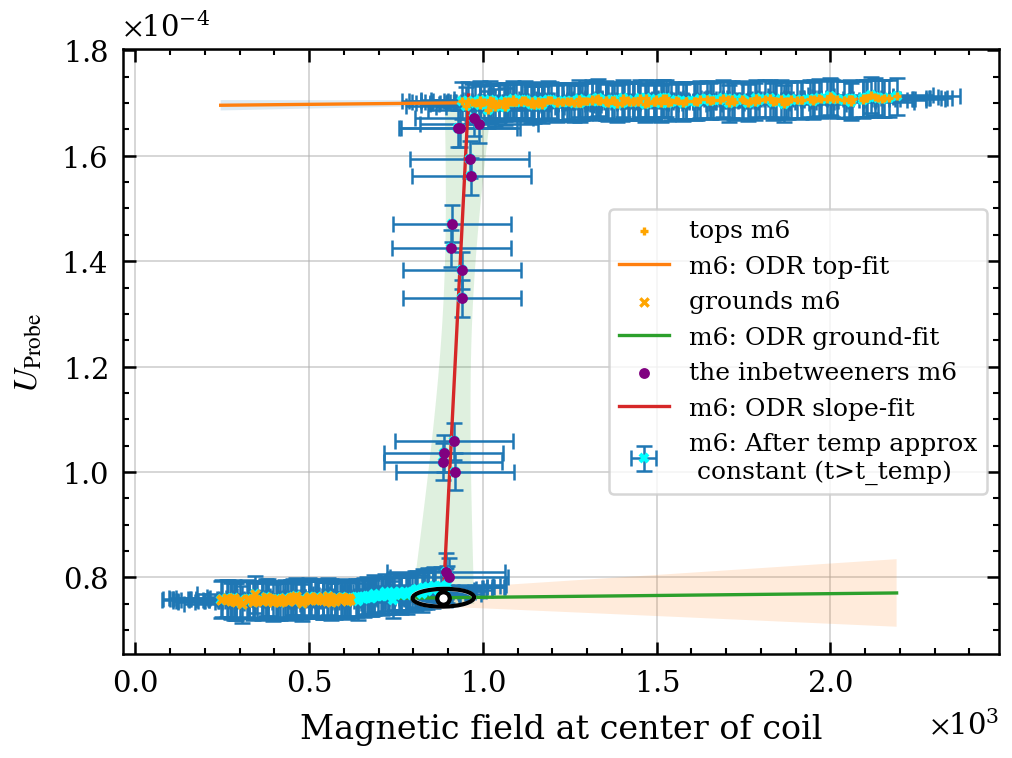 ×10⁻⁴
1.8
1.6
1.4
1.2
1.0
0.8
U_Probe
tops m6
m6: ODR top-fit
grounds m6
m6: ODR ground-fit
the inbetweeners m6
m6: ODR slope-fit
m6: After temp approx
constant (t>t_temp)
0.0 0.5 1.0 1.5 2.0
Magnetic field at center of coil
×10³